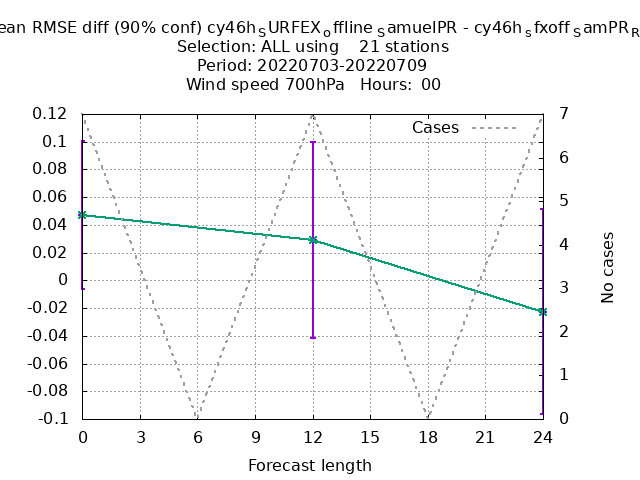 ean RMSE diff (90% conf) cy46h_SURFEX_offline_SamuelPR - cy46h_sfxoff_SamPR_R
Selection: ALL using 21 stations
Period: 20220703-20220709
Wind speed 700hPa Hours: 00
Cases
0.12
0.1
0.08
0.06
0.04
0.02
0
-0.02
-0.04
-0.06
-0.08
-0.1
7
6
5
4
3
2
1
0
No cases
0 3 6 9 12 15 18 21 24
Forecast length